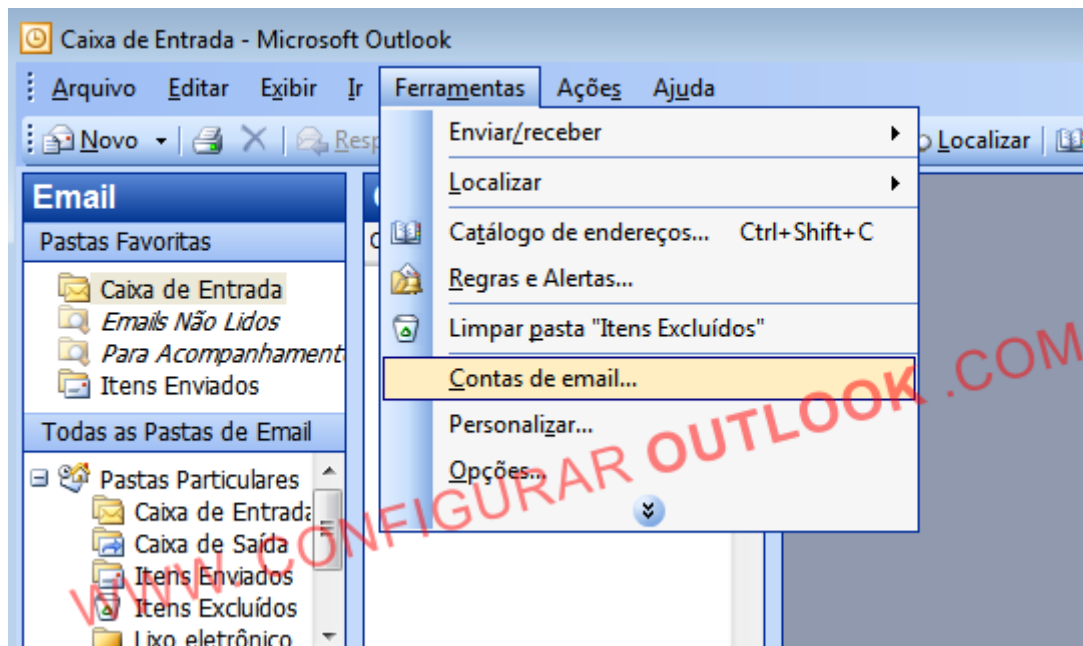 Caixa de Entrada - Microsoft Outlook
Arquivo Editar Exibir Ir Ferramentas Ações Ajuda
Novo Resp Localizar
Email
Pastas Favoritas
Caixa de Entrada
Emails Não Lidos
Para Acompanhament
Itens Enviados
Todas as Pastas de Email
Pastas Particulares
Caixa de Entrada
Caixa de Saída
Itens Enviados
Itens Excluídos
Lixo eletrônico
Enviar/receber
Localizar
Catálogo de endereços... Ctrl+Shift+C
Regras e Alertas...
Limpar pasta "Itens Excluídos"
Contas de email...
Personalizar...
Opções...
WWW. CONFIGURAR OUTLOOK .COM